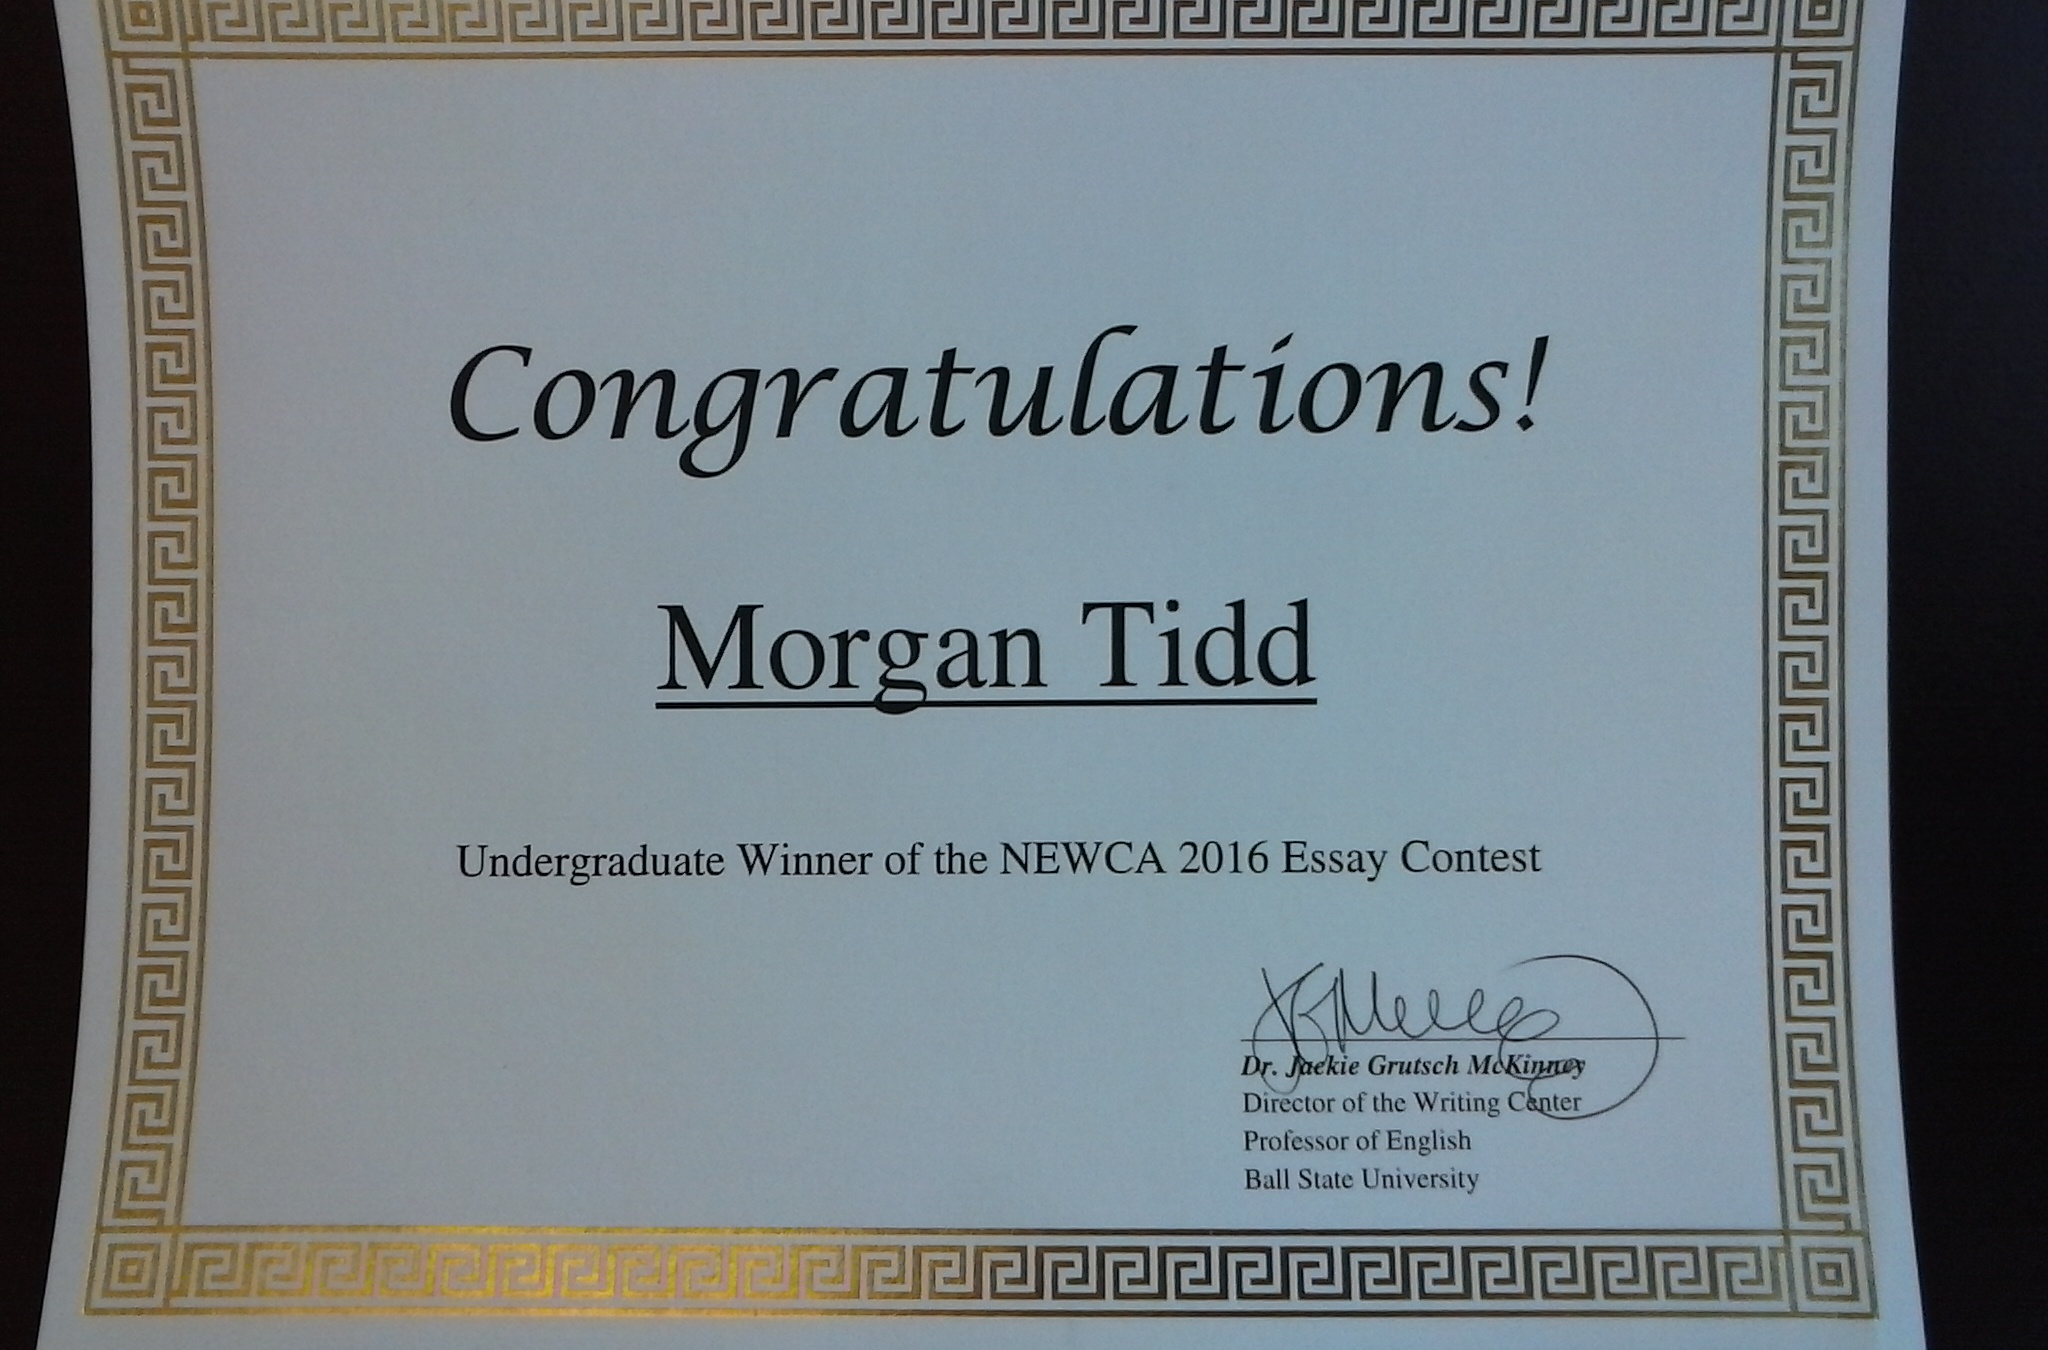 Congratulations!
Morgan Tidd
Undergraduate Winner of the NEWCA 2016 Essay Contest
Dr. Jackie Grutsch McKinney
Director of the Writing Center
Professor of English
Ball State University